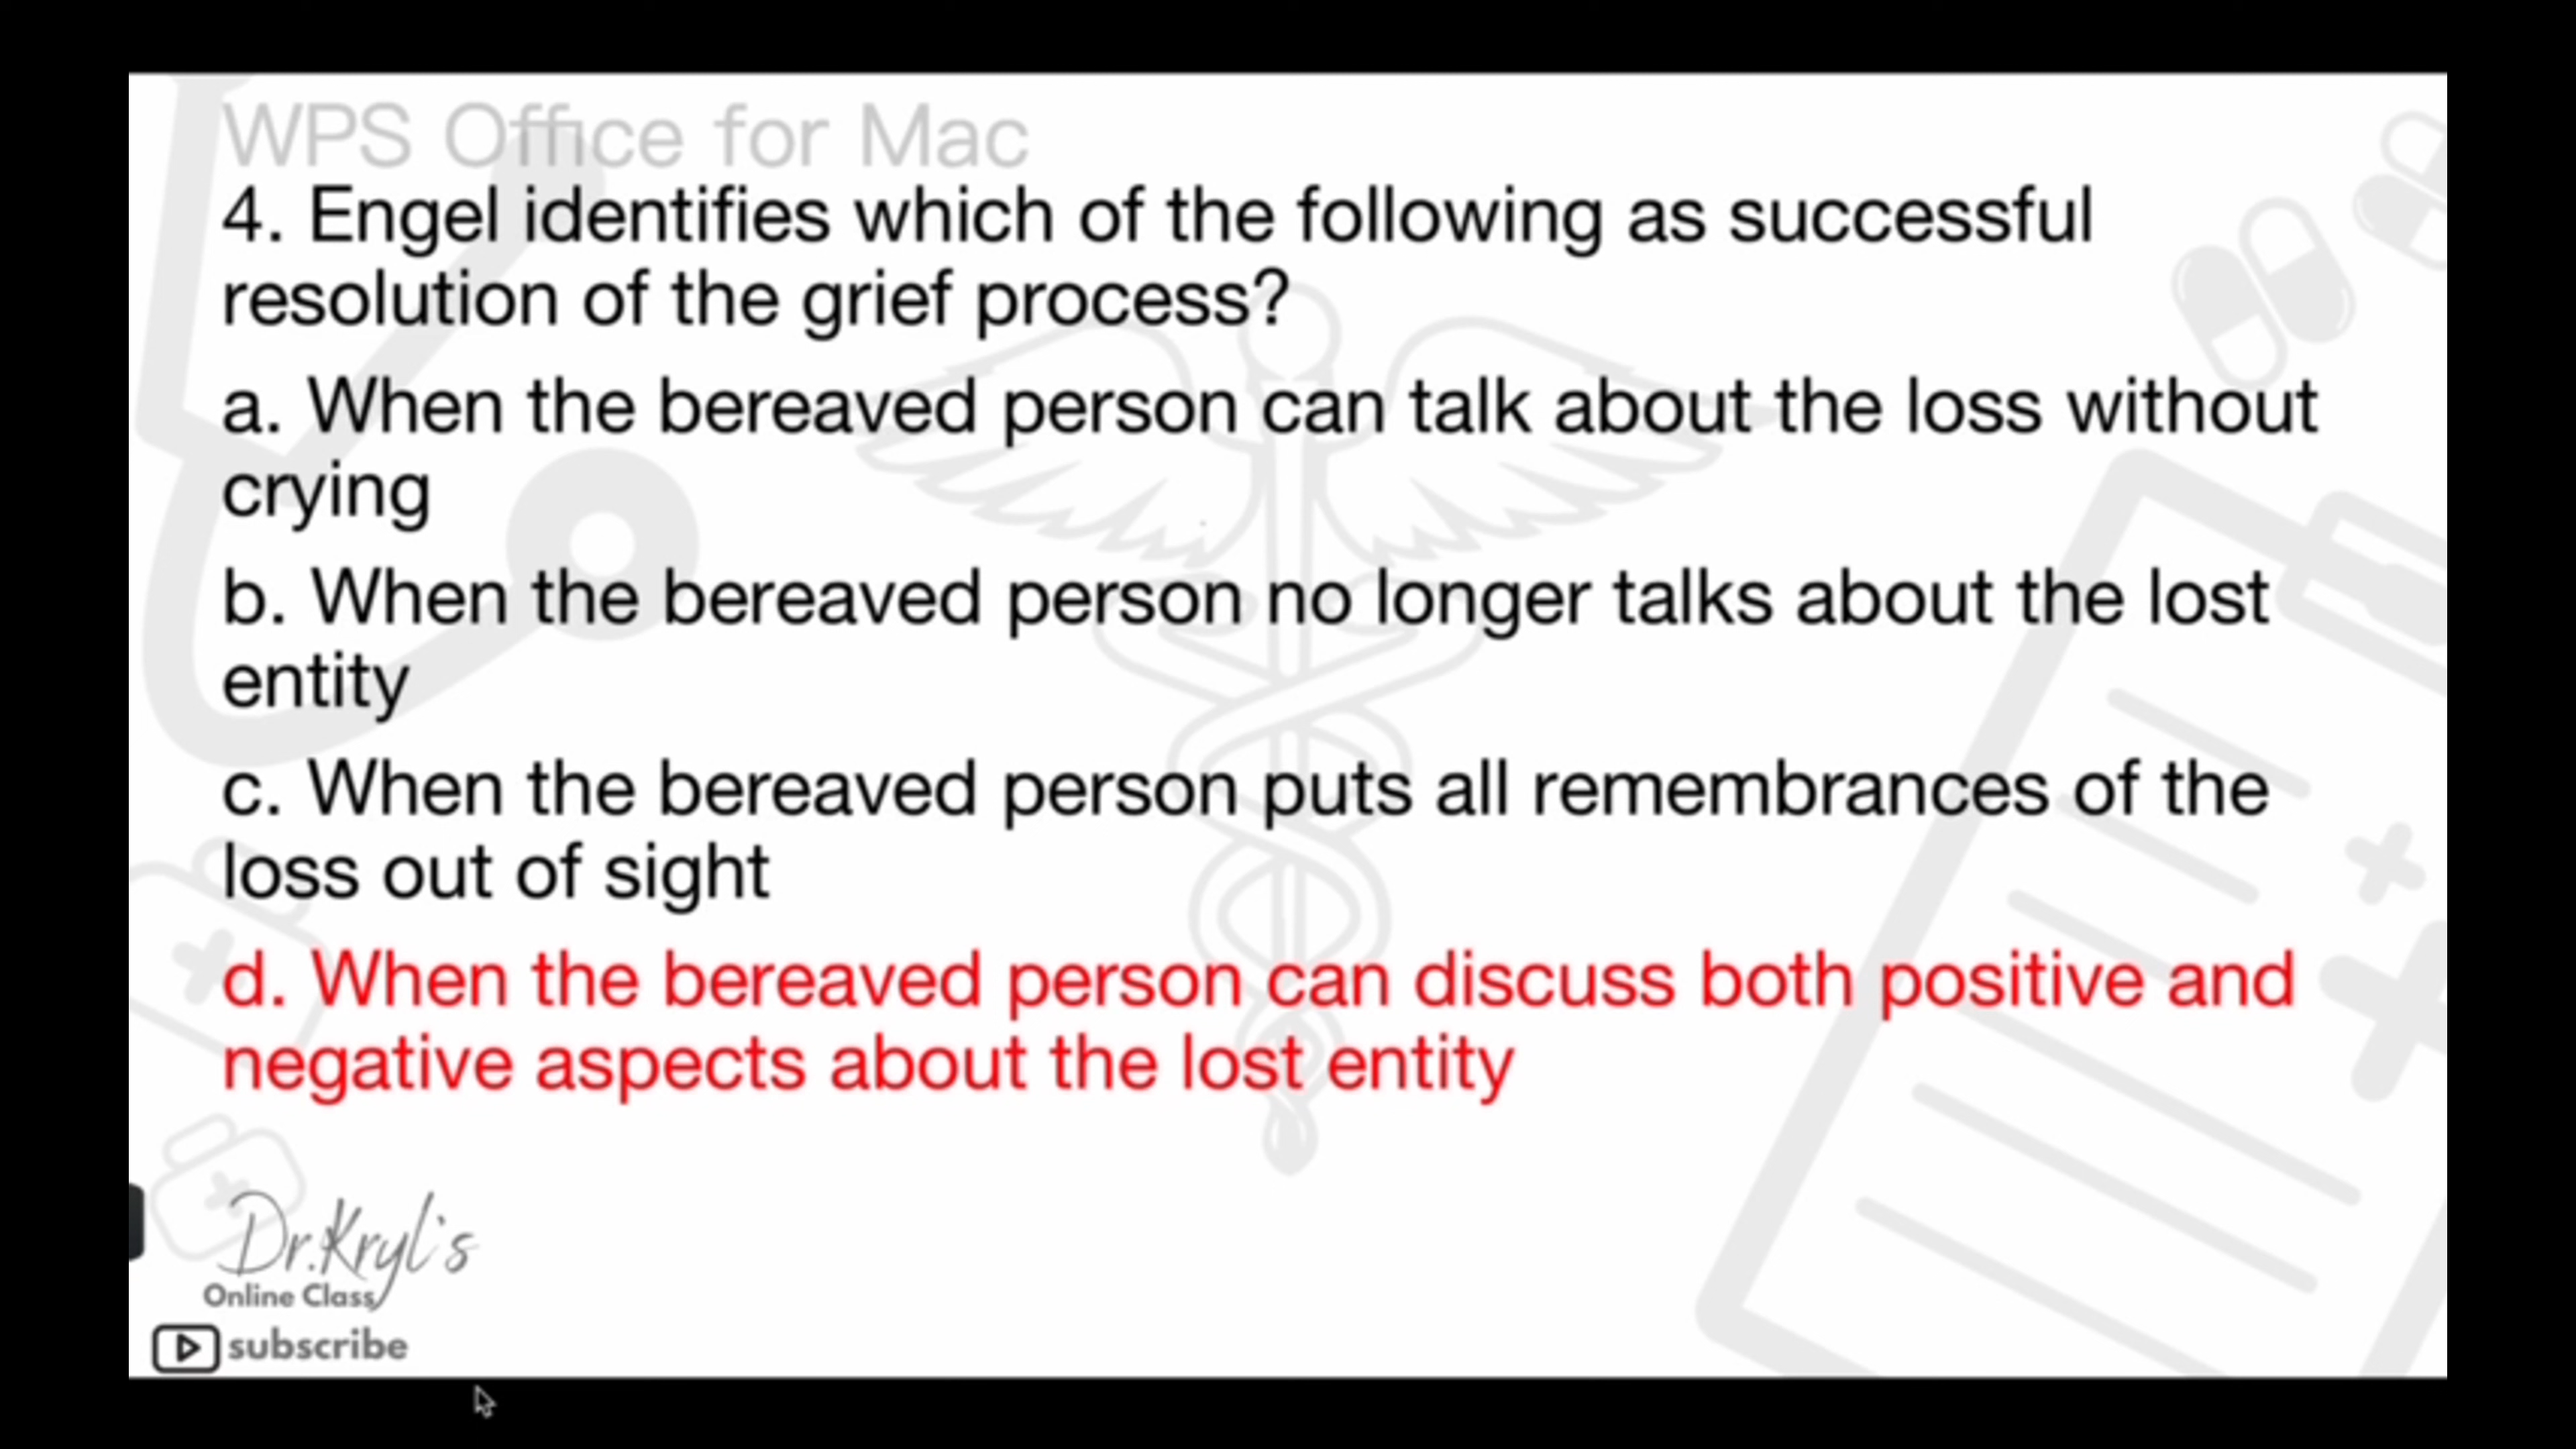 WPS Office for Mac
4. Engel identifies which of the following as successful
resolution of the grief process?
a. When the bereaved person can talk about the loss without
crying
b. When the bereaved person no longer talks about the lost
entity
c. When the bereaved person puts all remembrances of the
loss out of sight
d. When the bereaved person can discuss both positive and
negative aspects about the lost entity
Dr.Kryl's
Online Class
subscribe